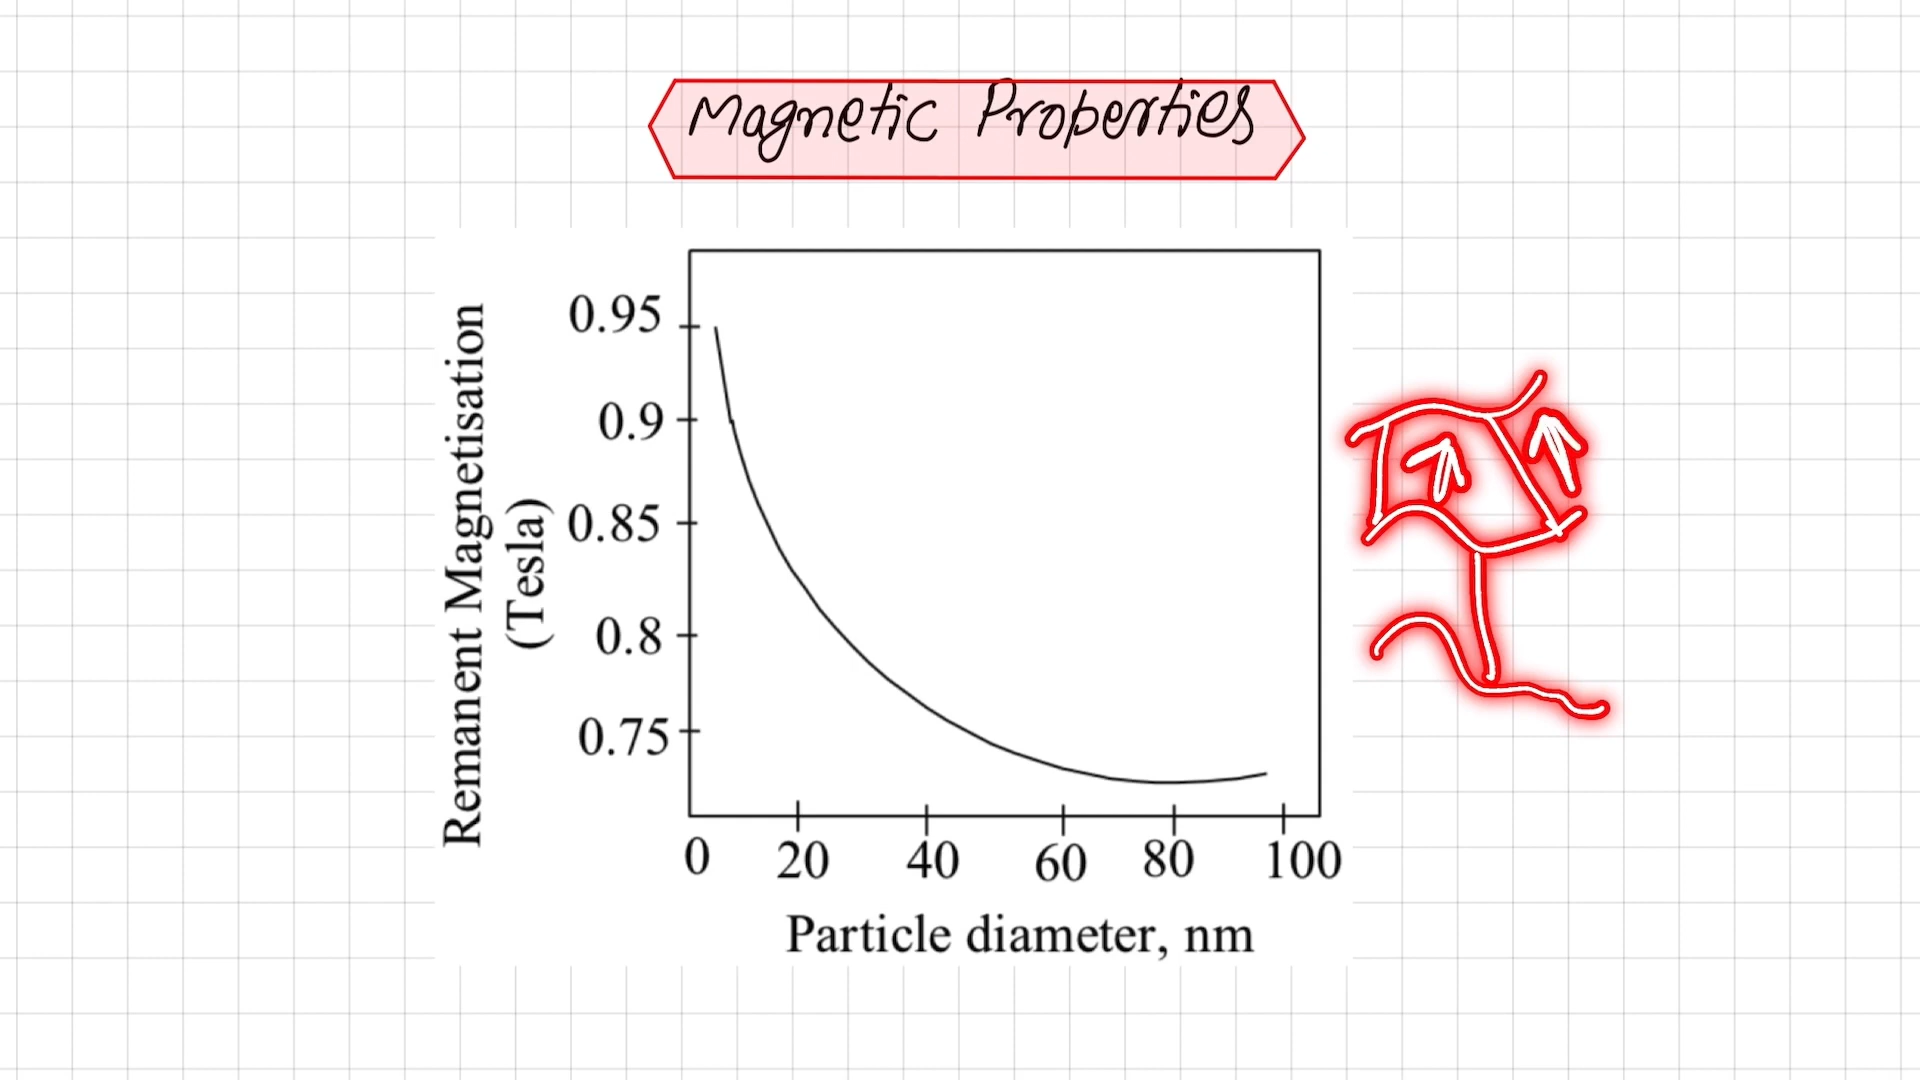 Magnetic Properties
Remanent Magnetisation
(Tesla)
0.95
0.9
0.85
0.8
0.75
0 20 40 60 80 100
Particle diameter, nm